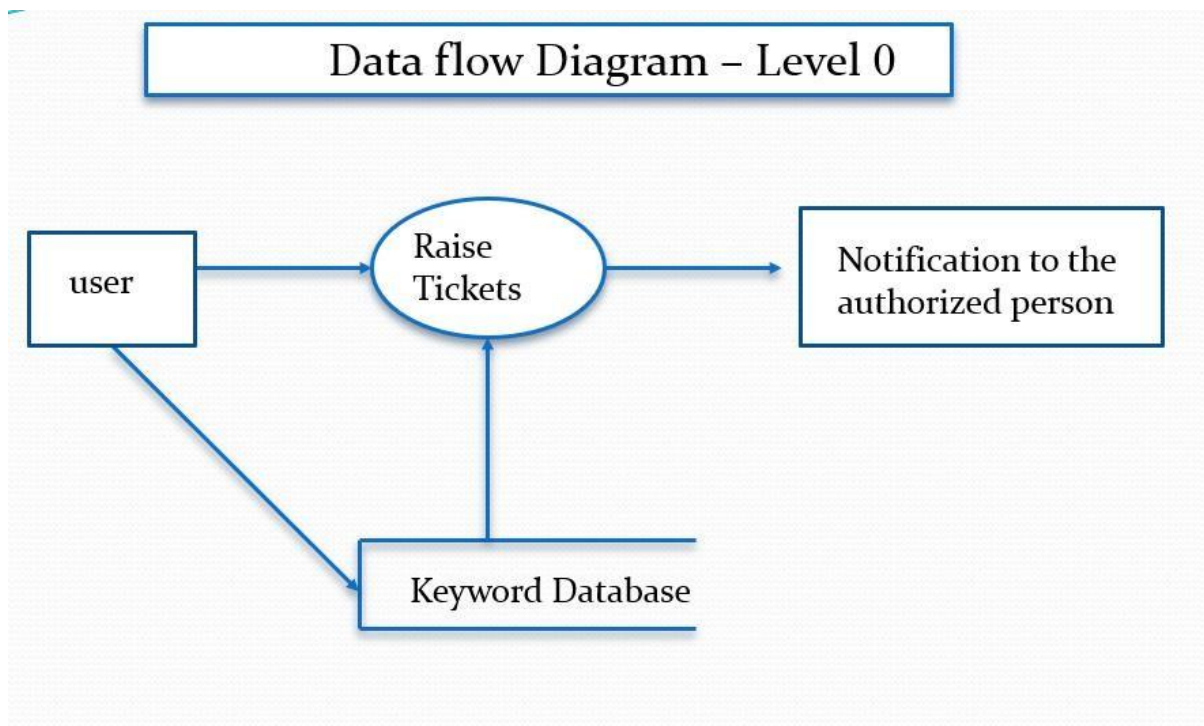 Data flow Diagram – Level 0
user
Raise
Tickets
Notification to the
authorized person
Keyword Database